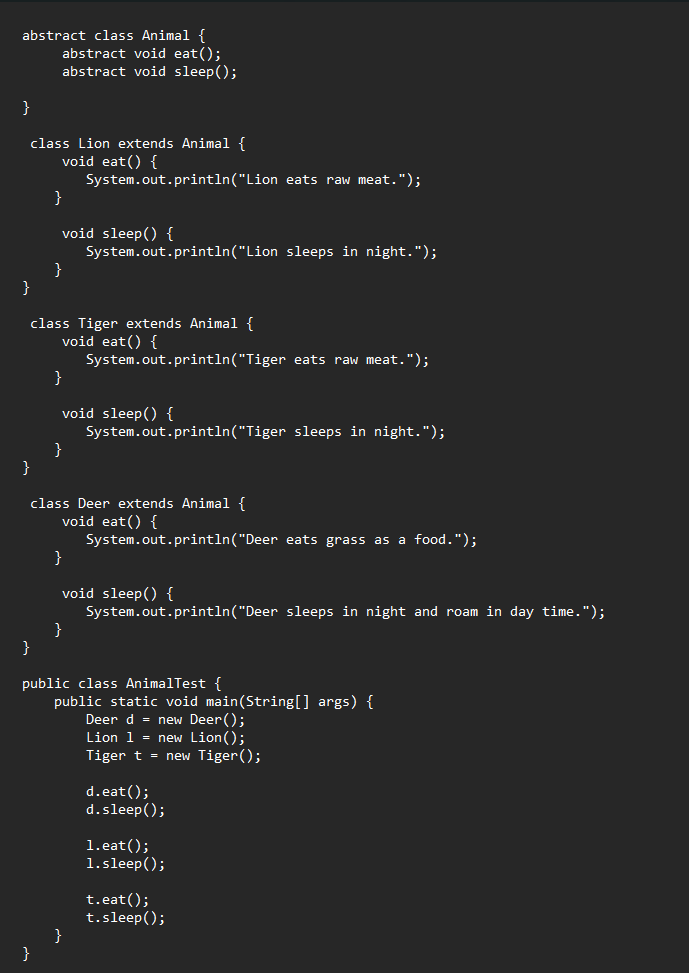 abstract class Animal {
     abstract void eat();
     abstract void sleep();

}

 class Lion extends Animal {
     void eat() {
        System.out.println("Lion eats raw meat.");
    }

     void sleep() {
        System.out.println("Lion sleeps in night.");
    }
}

 class Tiger extends Animal {
     void eat() {
        System.out.println("Tiger eats raw meat.");
    }

     void sleep() {
        System.out.println("Tiger sleeps in night.");
    }
}

 class Deer extends Animal {
     void eat() {
        System.out.println("Deer eats grass as a food.");
    }

     void sleep() {
        System.out.println("Deer sleeps in night and roam in day time.");
    }
}

public class AnimalTest {
    public static void main(String[] args) {
        Deer d = new Deer();
        Lion l = new Lion();
        Tiger t = new Tiger();

        d.eat();
        d.sleep();

        l.eat();
        l.sleep();

        t.eat();
        t.sleep();
    }
}